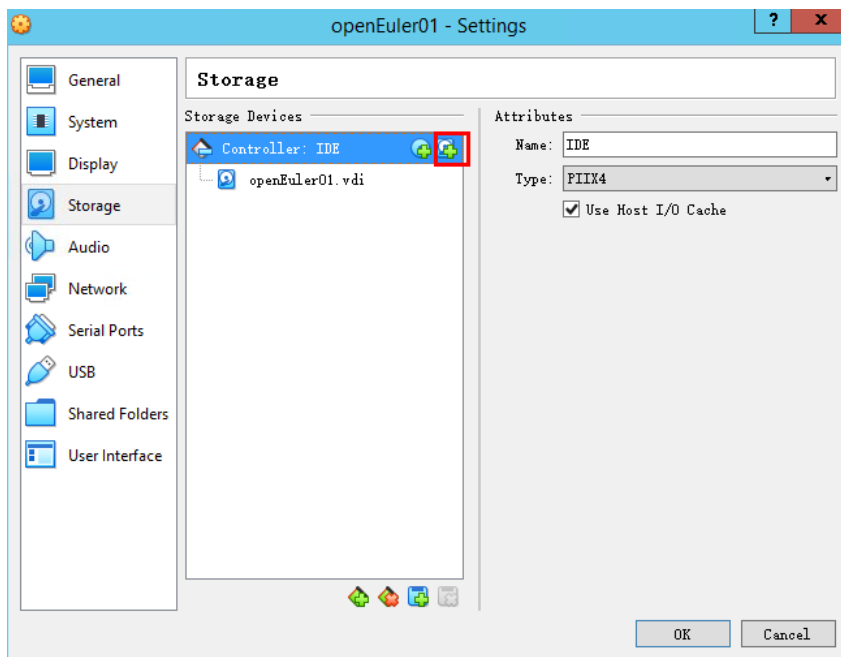 openEuler01 - Settings
?
x
General
System
Display
Storage
Audio
Network
Serial Ports
USB
Shared Folders
User Interface
Storage
Storage Devices
Controller: IDE
openEuler01.vdi
Attributes
Name: IDE
Type: PIIX4
Use Host I/O Cache
OK
Cancel